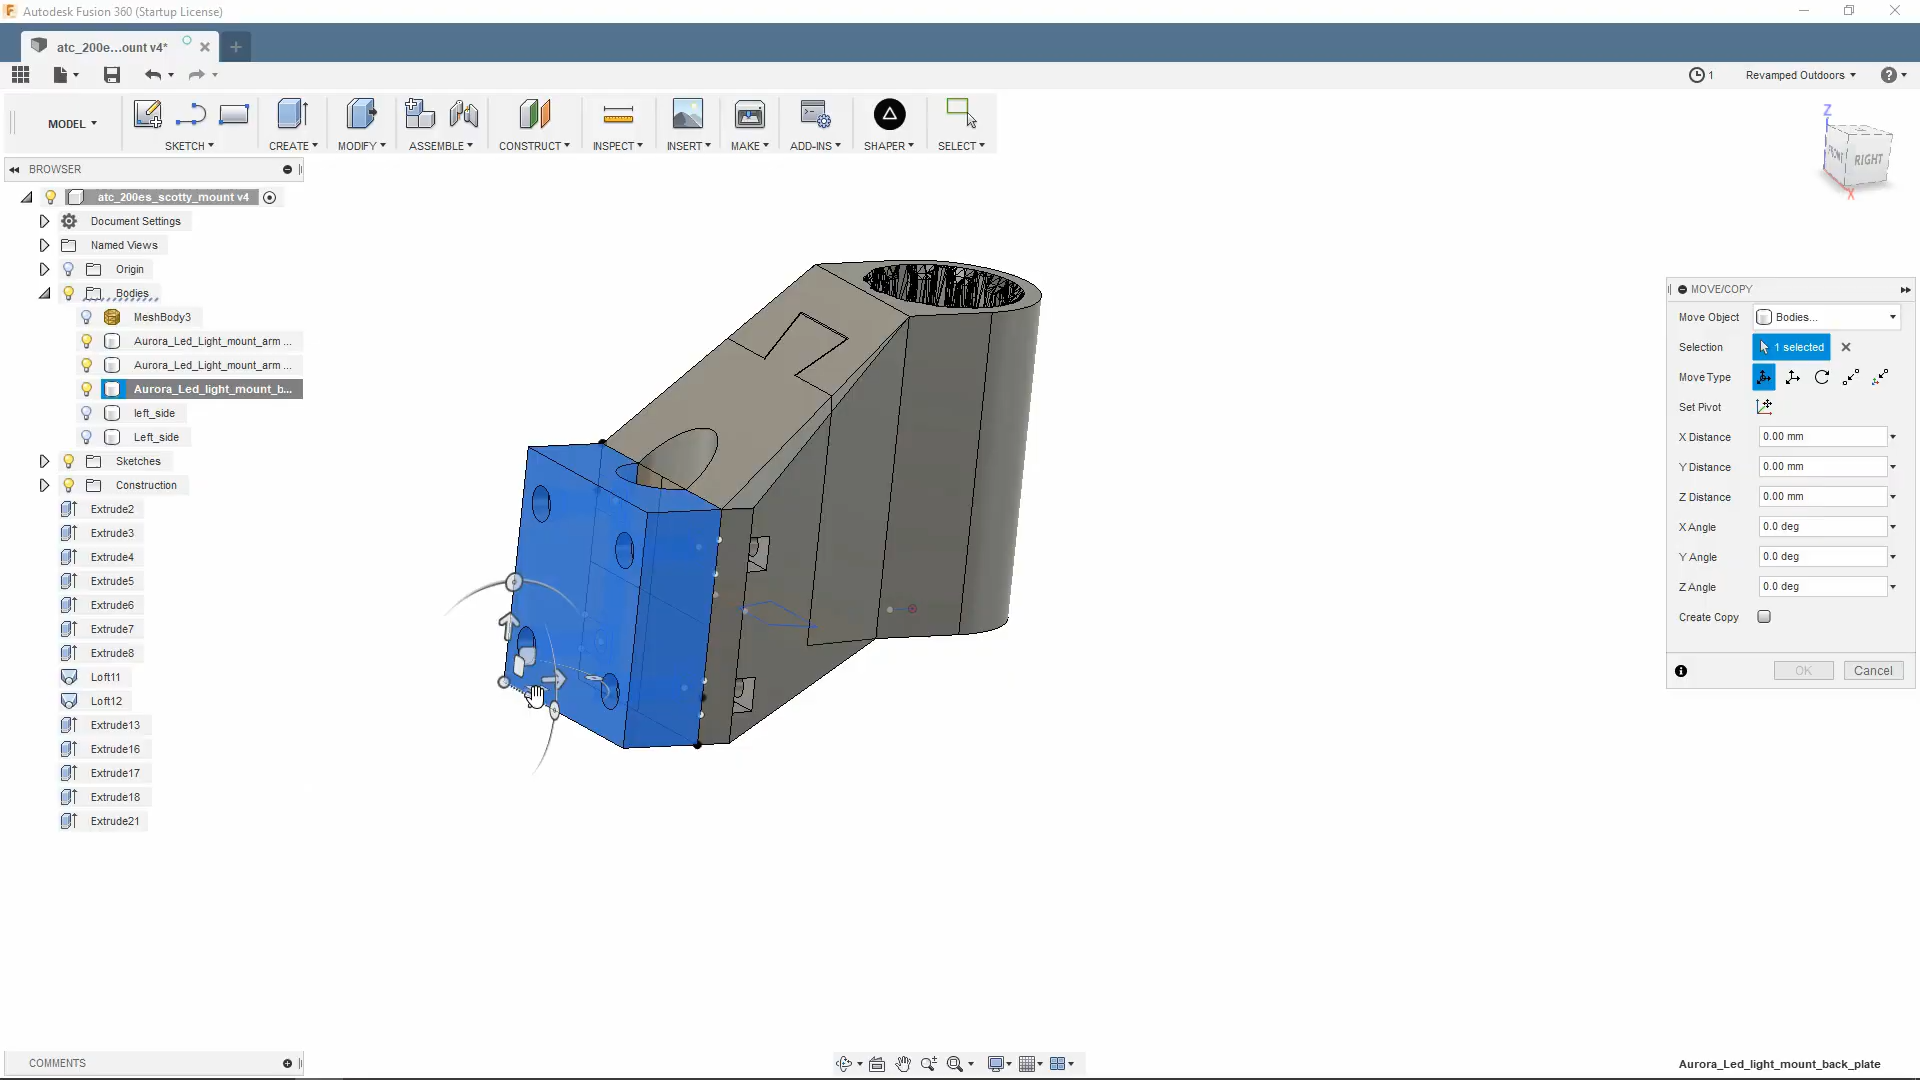 Autodesk Fusion 360 (Startup License)
atc_200e...ount v4*
1
Revamped Outdoors
MODEL
SKETCH
CREATE
MODIFY
ASSEMBLE
CONSTRUCT
INSPECT
INSERT
MAKE
ADD-INS
SHAPER
SELECT
BROWSER
atc_200es_scotty_mount v4
Document Settings
Named Views
Origin
Bodies
MeshBody3
Aurora_Led_Light_mount_arm ...
Aurora_Led_Light_mount_arm ...
Aurora_Led_light_mount_b...
left_side
Left_side
Sketches
Construction
Extrude2
Extrude3
Extrude4
Extrude5
Extrude6
Extrude7
Extrude8
Loft11
Loft12
Extrude13
Extrude16
Extrude17
Extrude18
Extrude21
Z
FRONT
RIGHT
X
MOVE/COPY
Move Object Bodies...
Selection 1 selected
Move Type
Set Pivot
X Distance 0.00 mm
Y Distance 0.00 mm
Z Distance 0.00 mm
X Angle 0.0 deg
Y Angle 0.0 deg
Z Angle 0.0 deg
Create Copy
OK Cancel
COMMENTS
Aurora_Led_light_mount_back_plate